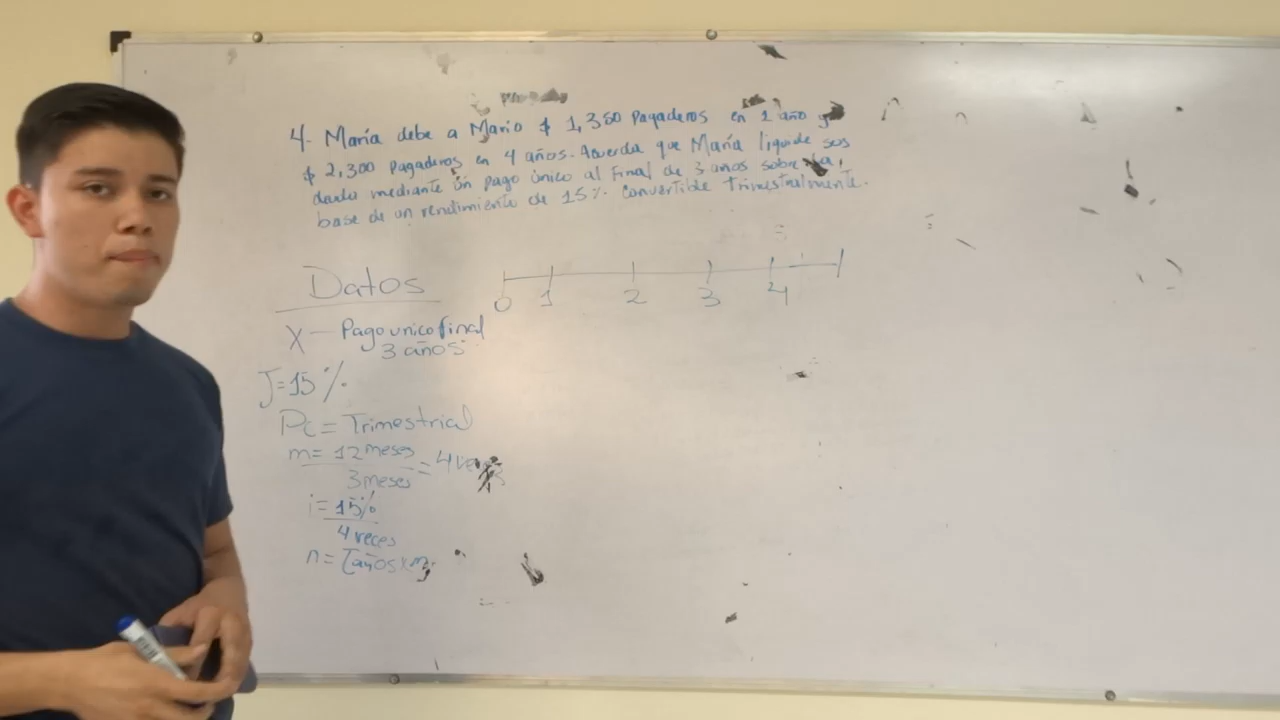 4. María debe a Mario $ 1,350 Pagaderos en 1 año y
$ 2,300 Pagaderos en 4 años. Acuerda que María liquide sus
deuda mediante un pago único al final de 3 años sobre la
base de un rendimiento de 15% convertible Trimestralmente.
Datos
0 1 2 3 4
X — Pago unico final
3 años
J=15%
Pc = Trimestrial
m= 12 meses
3 meses
= 4
i= 15%
4 veces
n= [años x m]